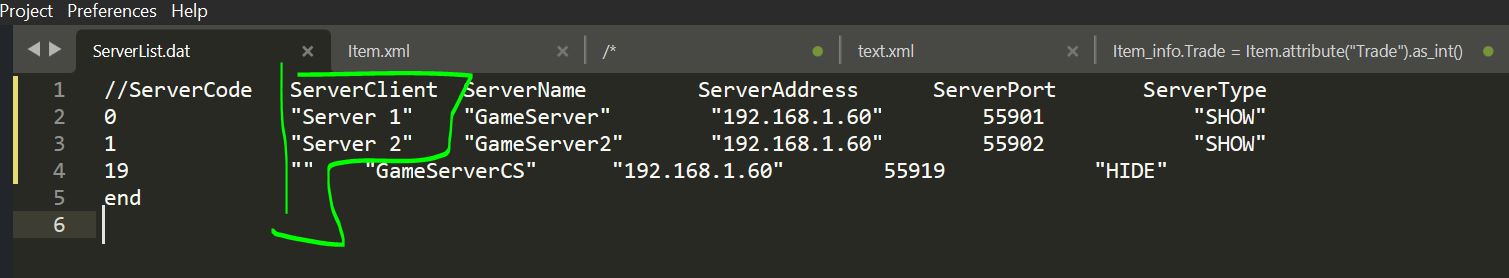 Project Preferences Help
ServerList.dat × Item.xml × /* text.xml × Item_info.Trade = Item.attribute("Trade").as_int()
1 //ServerCode ServerClient ServerName ServerAddress ServerPort ServerType
2 0 "Server 1" "GameServer" "192.168.1.60" 55901 "SHOW"
3 1 "Server 2" "GameServer2" "192.168.1.60" 55902 "SHOW"
4 19 "" "GameServerCS" "192.168.1.60" 55919 "HIDE"
5 end
6